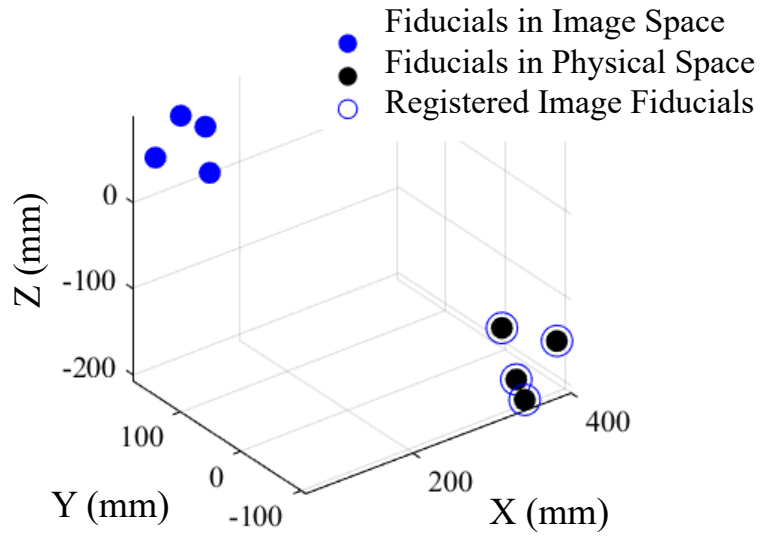 Fiducials in Image Space
Fiducials in Physical Space
Registered Image Fiducials
0
-100
-200
Z (mm)
100
0
-100
Y (mm)
200
400
X (mm)